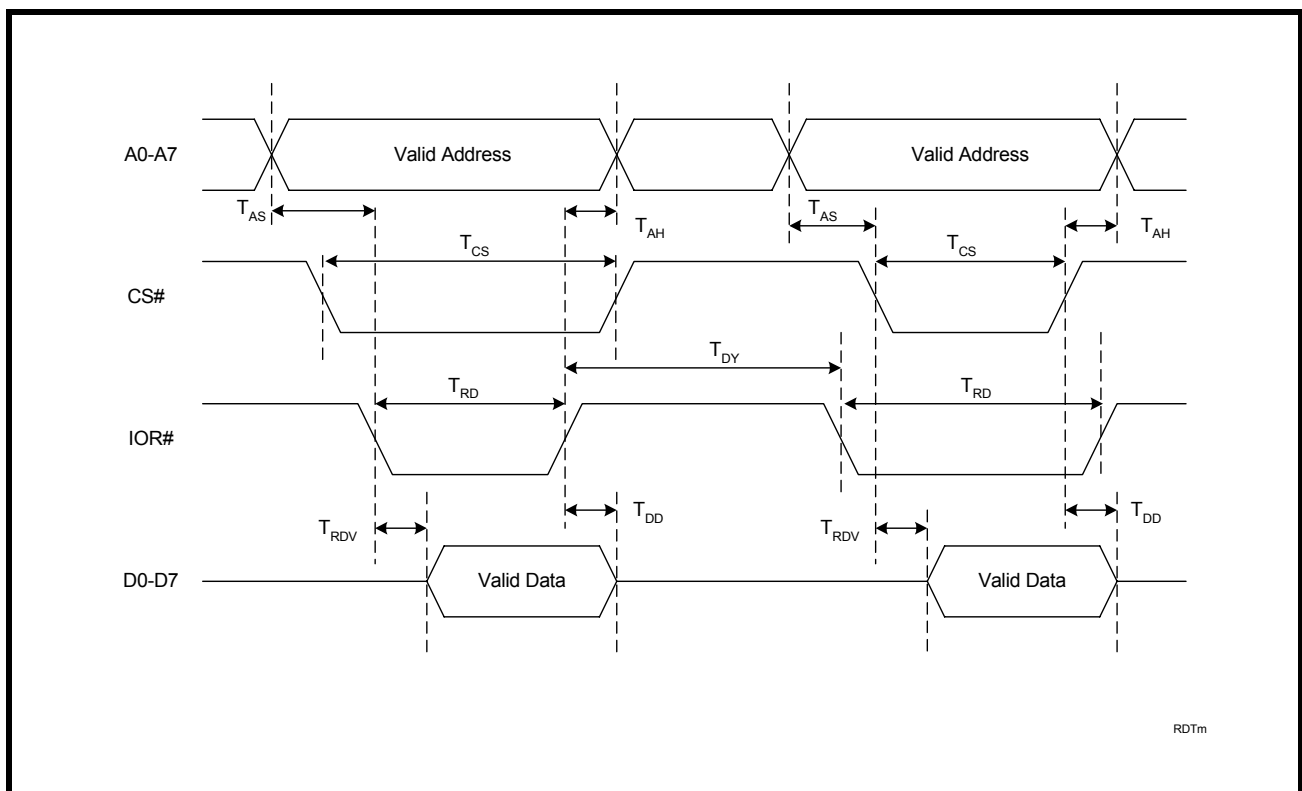 A0-A7
Valid Address
Valid Address
TAS
TAH
TAS
TAH
TCS
TCS
CS#
TDY
TRD
TRD
IOR#
TRDV
TDD
TRDV
TDD
D0-D7
Valid Data
Valid Data
RDTm